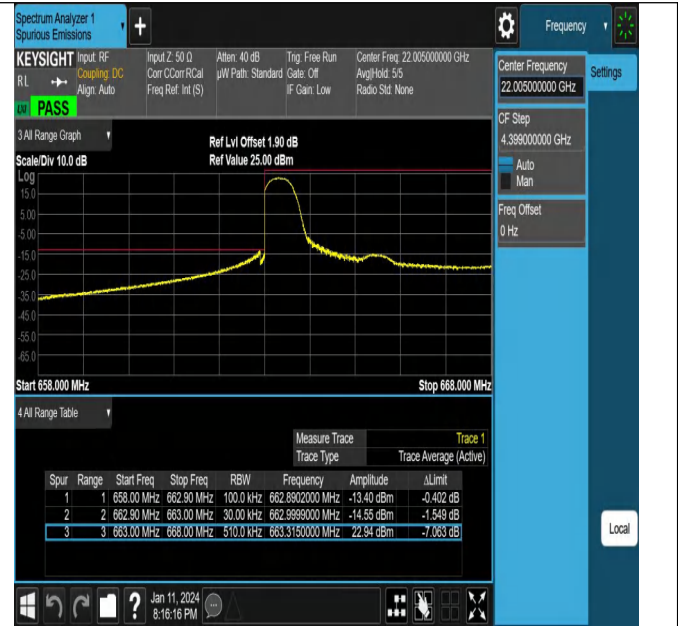 Spectrum Analyzer 1
Spurious Emissions
Frequency
KEYSIGHT Input: RF Input Z: 50 Ω Atten: 40 dB Trig: Free Run Center Freq: 22.005000000 GHz
RL Coupling: DC Corr CCorr RCal µW Path: Standard Gate: Off Avg|Hold: 5/5
Align: Auto Freq Ref: Int (S) IF Gain: Low Radio Std: None
LXI PASS
Center Frequency
22.005000000 GHz
Settings
CF Step
4.399000000 GHz
Auto
Man
Freq Offset
0 Hz
3 All Range Graph
Ref Lvl Offset 1.90 dB
Scale/Div 10.0 dB Ref Value 25.00 dBm
Log
15.0
5.00
-5.00
-15.0
-25.0
-35.0
-45.0
-55.0
-65.0
Start 658.000 MHz Stop 668.000 MHz
4 All Range Table
Measure Trace Trace 1
Trace Type Trace Average (Active)
Spur Range Start Freq Stop Freq RBW Frequency Amplitude ΔLimit
1 1 658.00 MHz 662.90 MHz 100.0 kHz 662.8902000 MHz -13.40 dBm -0.402 dB
2 2 662.90 MHz 663.00 MHz 30.00 kHz 662.9999000 MHz -14.55 dBm -1.549 dB
3 3 663.00 MHz 668.00 MHz 510.0 kHz 663.3150000 MHz 22.94 dBm -7.063 dB
Local
Jan 11, 2024
8:16:16 PM